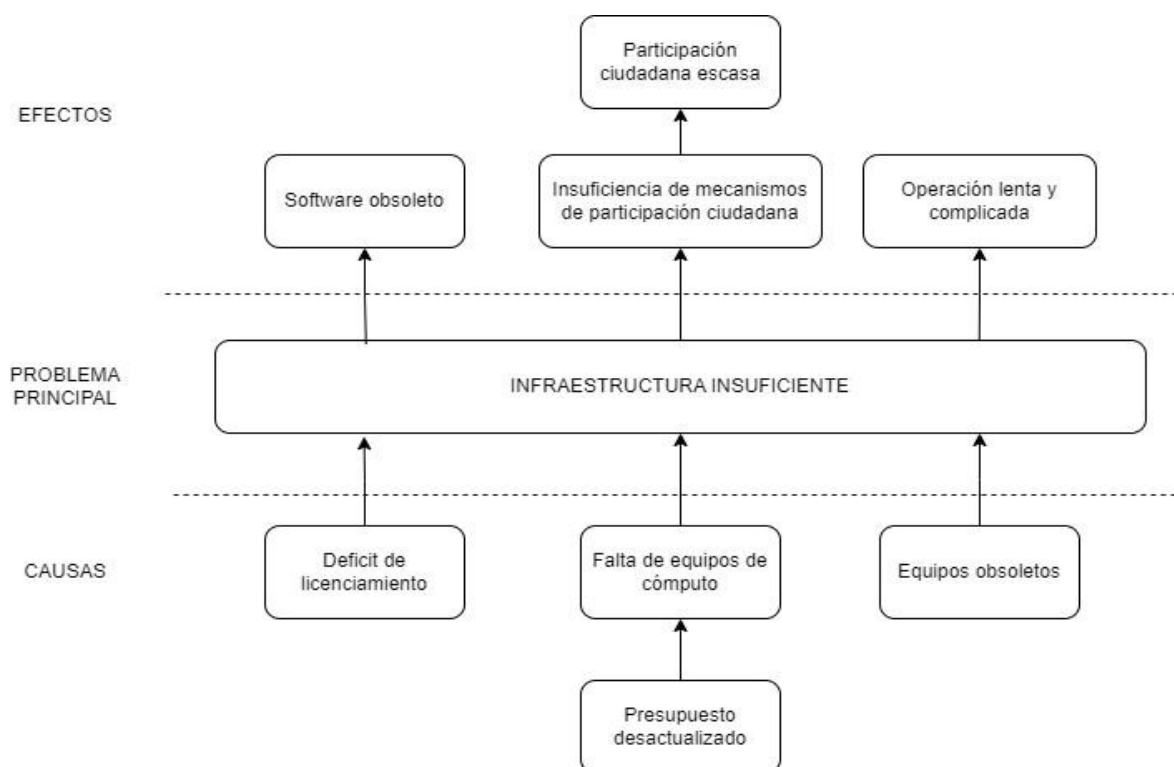 Participación
ciudadana escasa
EFECTOS
Software obsoleto
Insuficiencia de mecanismos
de participación ciudadana
Operación lenta y
complicada
PROBLEMA
PRINCIPAL
INFRAESTRUCTURA INSUFICIENTE
CAUSAS
Deficit de
licenciamiento
Falta de equipos de
cómputo
Equipos obsoletos
Presupuesto
desactualizado